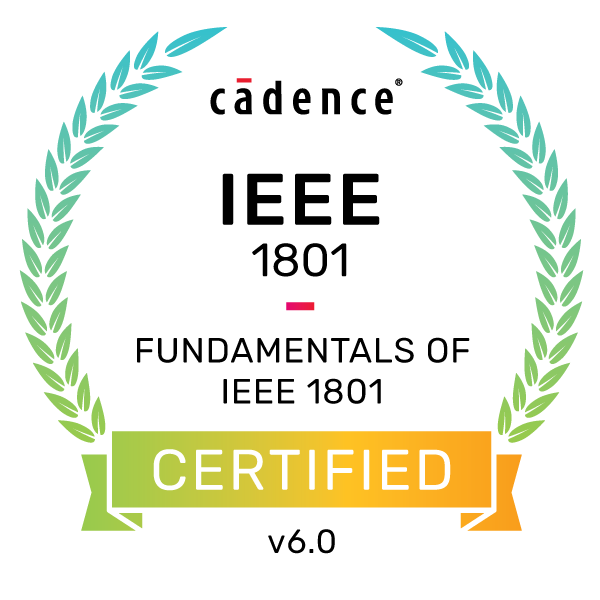 cādence®
IEEE
1801
FUNDAMENTALS OF
IEEE 1801
CERTIFIED
v6.0